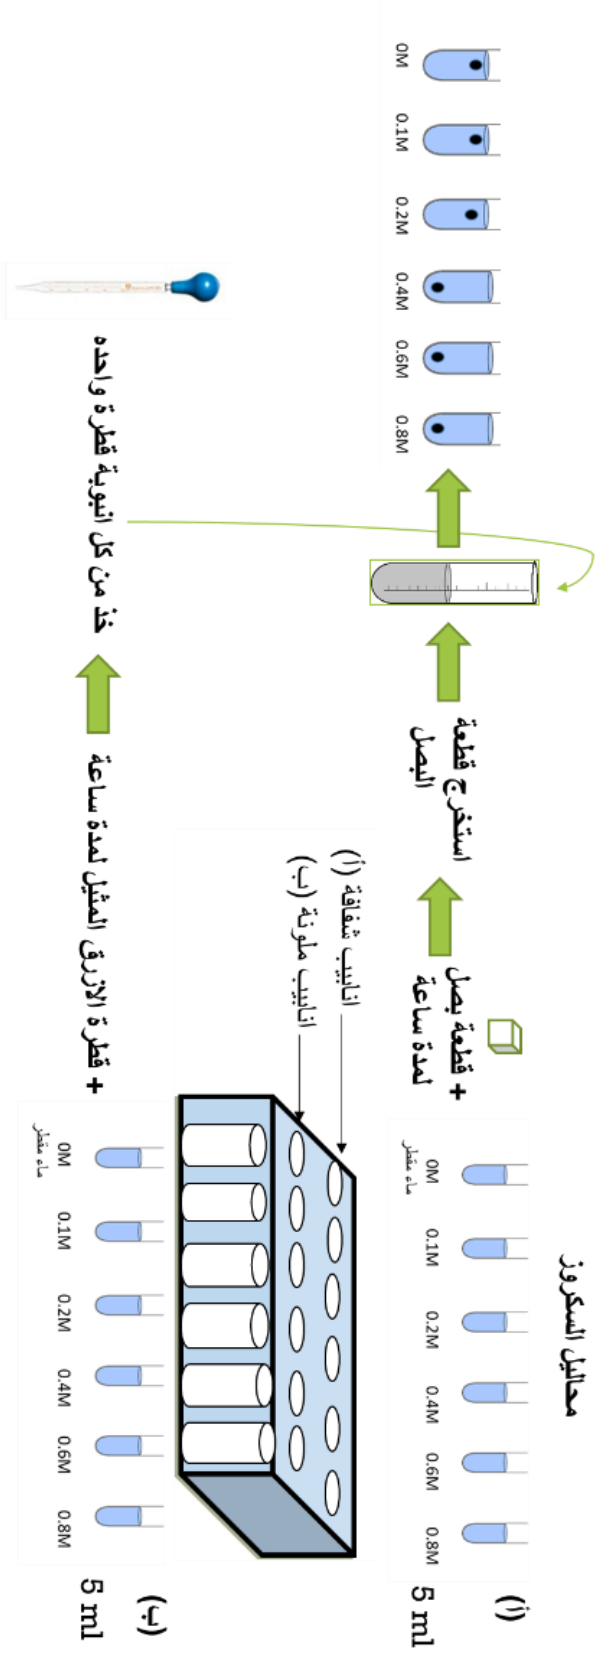 محاليل السكروز
(أ)
5 ml
0M
0.1M
0.2M
0.4M
0.6M
0.8M
ماء مقطر
+ قطعة بصل
لمدة ساعة
استخرج قطعة
البصل
0M
0.1M
0.2M
0.4M
0.6M
0.8M
انابيب شفافة (أ)
انابيب ملونة (ب)
(ب)
5 ml
0M
0.1M
0.2M
0.4M
0.6M
0.8M
ماء مقطر
+ قطرة الازرق المثيل لمدة ساعة
خذ من كل انبوبة قطرة واحده